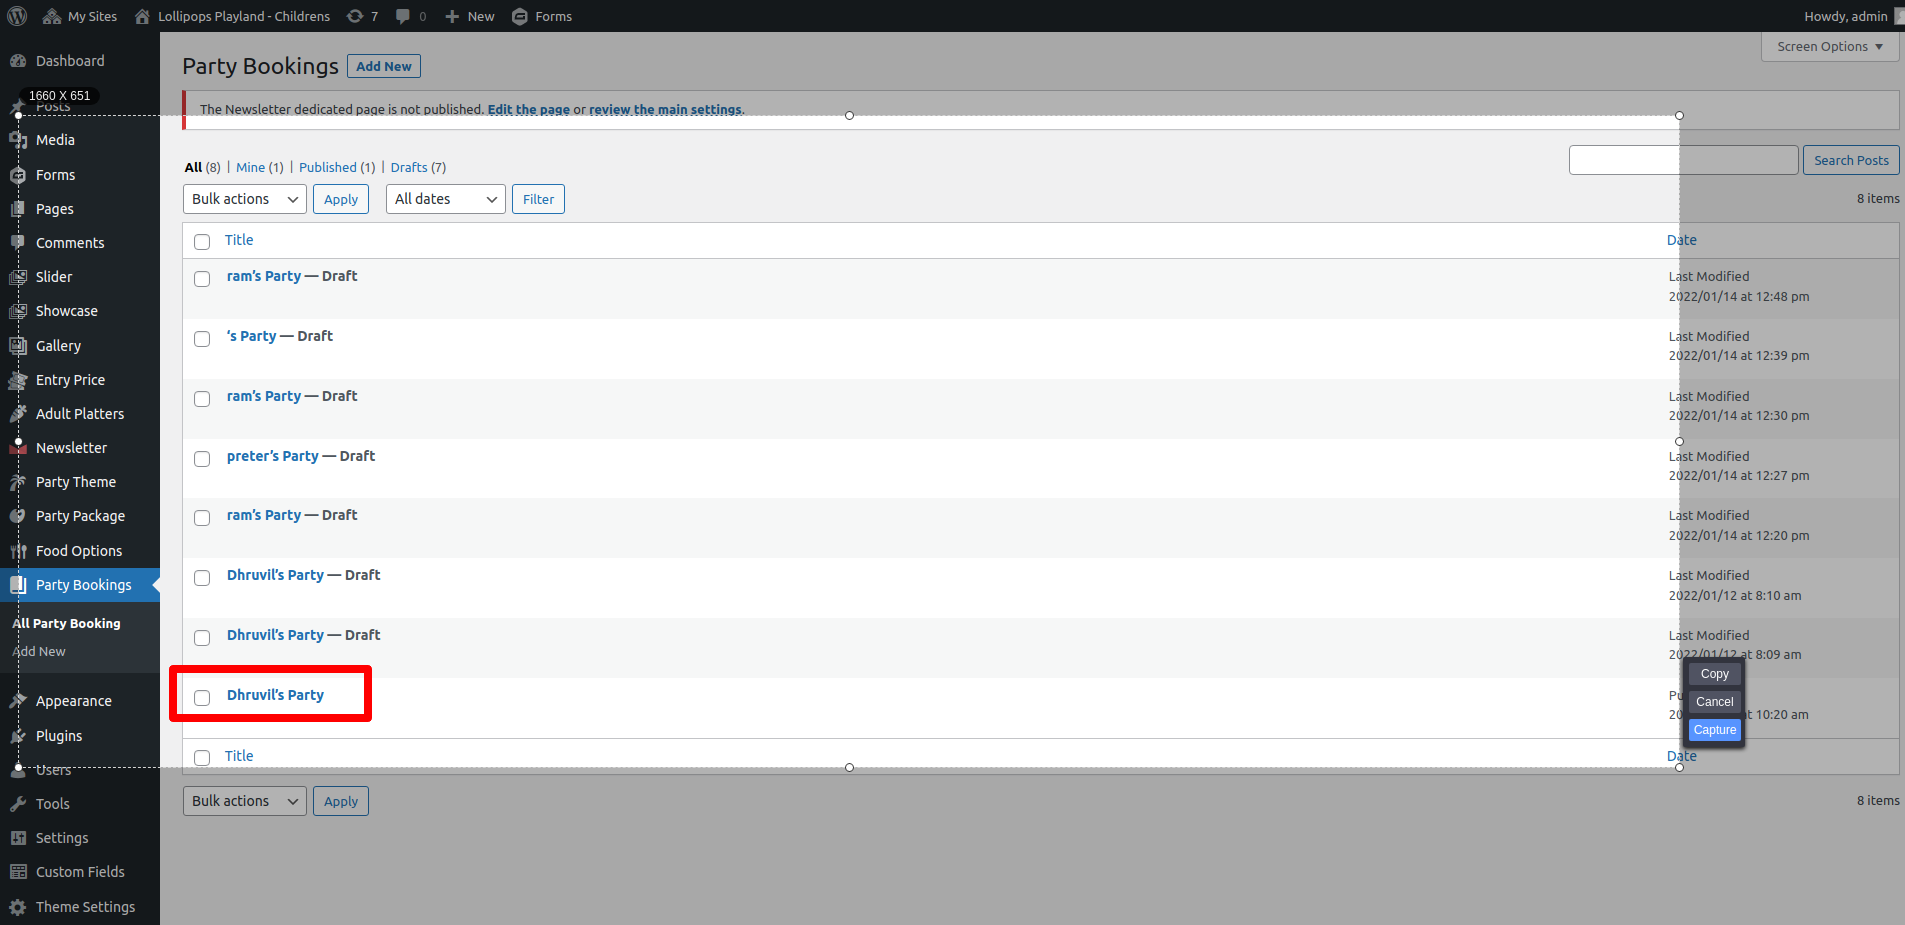 My Sites
Lollipops Playland - Childrens
7
0
New
Forms
Howdy, admin
Dashboard
1660 X 651
Posts
Media
Forms
Pages
Comments
Slider
Showcase
Gallery
Entry Price
Adult Platters
Newsletter
Party Theme
Party Package
Food Options
Party Bookings
All Party Booking
Add New
Appearance
Plugins
Users
Tools
Settings
Custom Fields
Theme Settings
Screen Options
Party Bookings
Add New
The Newsletter dedicated page is not published. Edit the page or review the main settings.
All (8) | Mine (1) | Published (1) | Drafts (7)
Search Posts
Bulk actions
Apply
All dates
Filter
8 items
Title
Date
ram’s Party — Draft
Last Modified
2022/01/14 at 12:48 pm
‘s Party — Draft
Last Modified
2022/01/14 at 12:39 pm
ram’s Party — Draft
Last Modified
2022/01/14 at 12:30 pm
preter’s Party — Draft
Last Modified
2022/01/14 at 12:27 pm
ram’s Party — Draft
Last Modified
2022/01/14 at 12:20 pm
Dhruvil’s Party — Draft
Last Modified
2022/01/12 at 8:10 am
Dhruvil’s Party — Draft
Last Modified
2022/01/12 at 8:09 am
Dhruvil’s Party
at 10:20 am
Copy
Cancel
Capture
Title
Date
Bulk actions
Apply
8 items